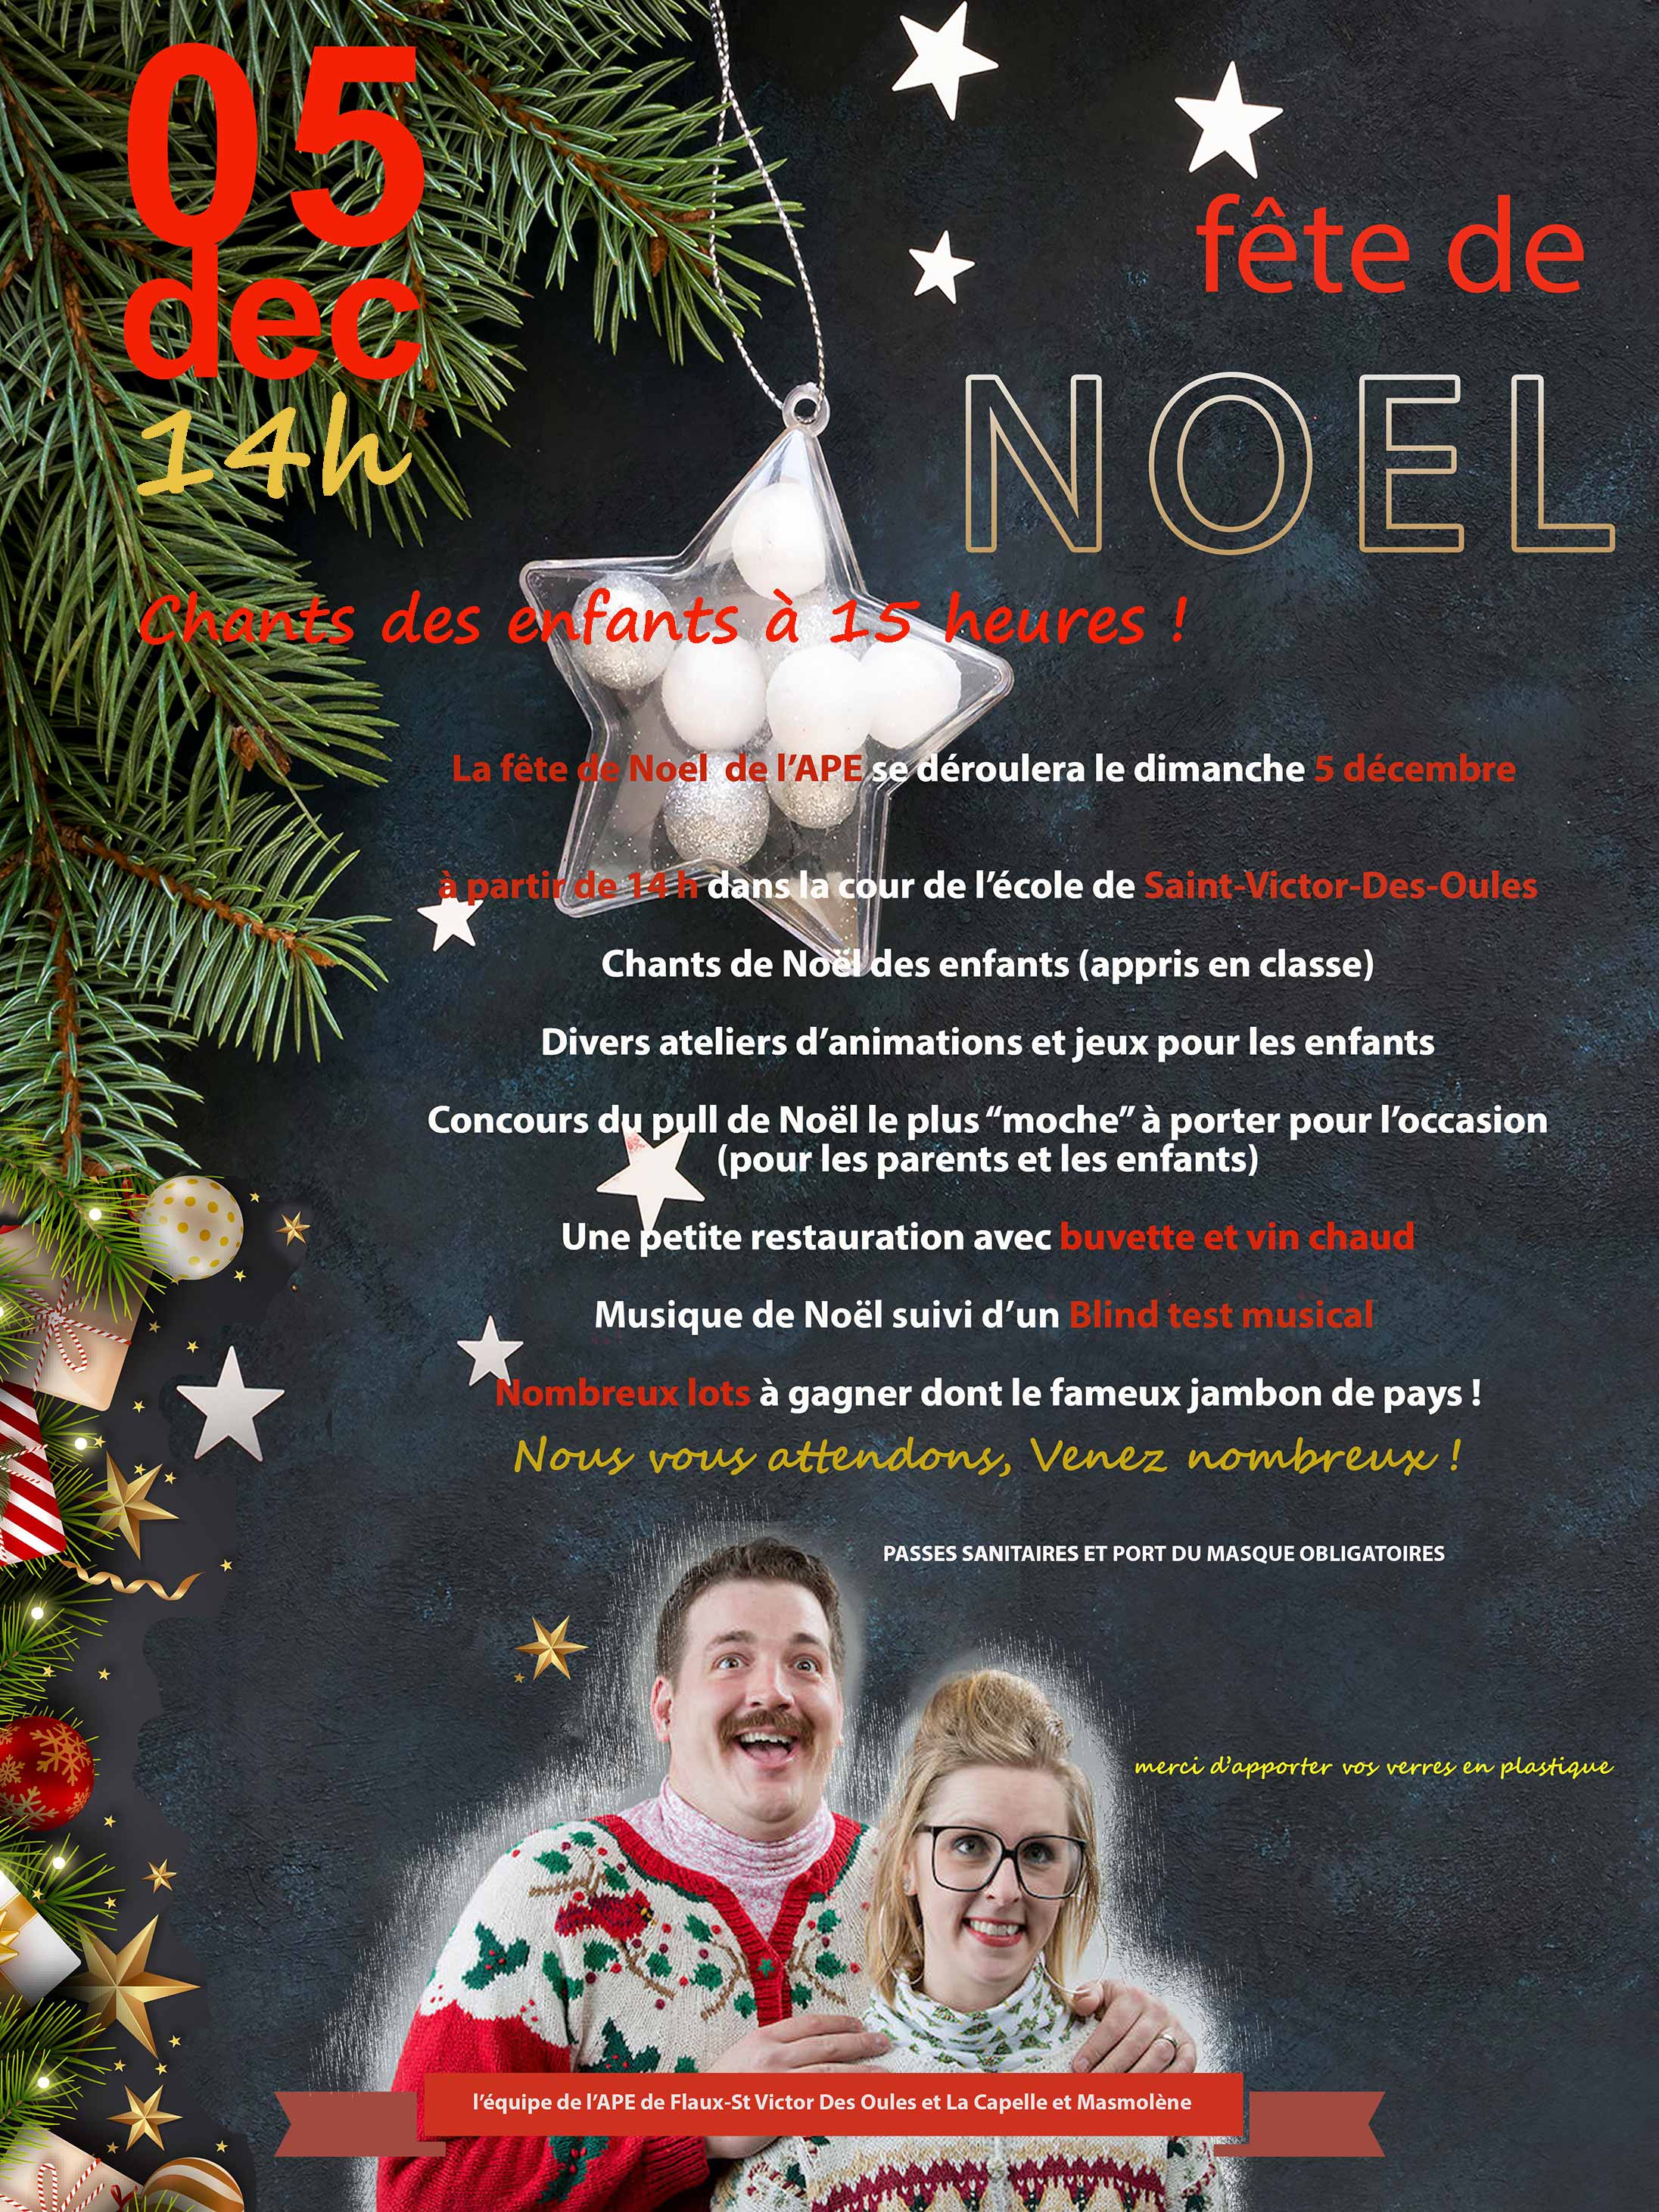 05
dec
14h
fête de
NOEL
Chants des enfants à 15 heures !
La fête de Noel de l'APE se déroulera le dimanche 5 décembre
à partir de 14 h dans la cour de l'école de Saint-Victor-Des-Oules
Chants de Noël des enfants (appris en classe)
Divers ateliers d'animations et jeux pour les enfants
Concours du pull de Noël le plus “moche” à porter pour l'occasion
(pour les parents et les enfants)
Une petite restauration avec buvette et vin chaud
Musique de Noël suivi d'un Blind test musical
Nombreux lots à gagner dont le fameux jambon de pays !
Nous vous attendons, Venez nombreux !
PASSES SANITAIRES ET PORT DU MASQUE OBLIGATOIRES
merci d'apporter vos verres en plastique
l'équipe de l'APE de Flaux-St Victor Des Oules et La Capelle et Masmolène